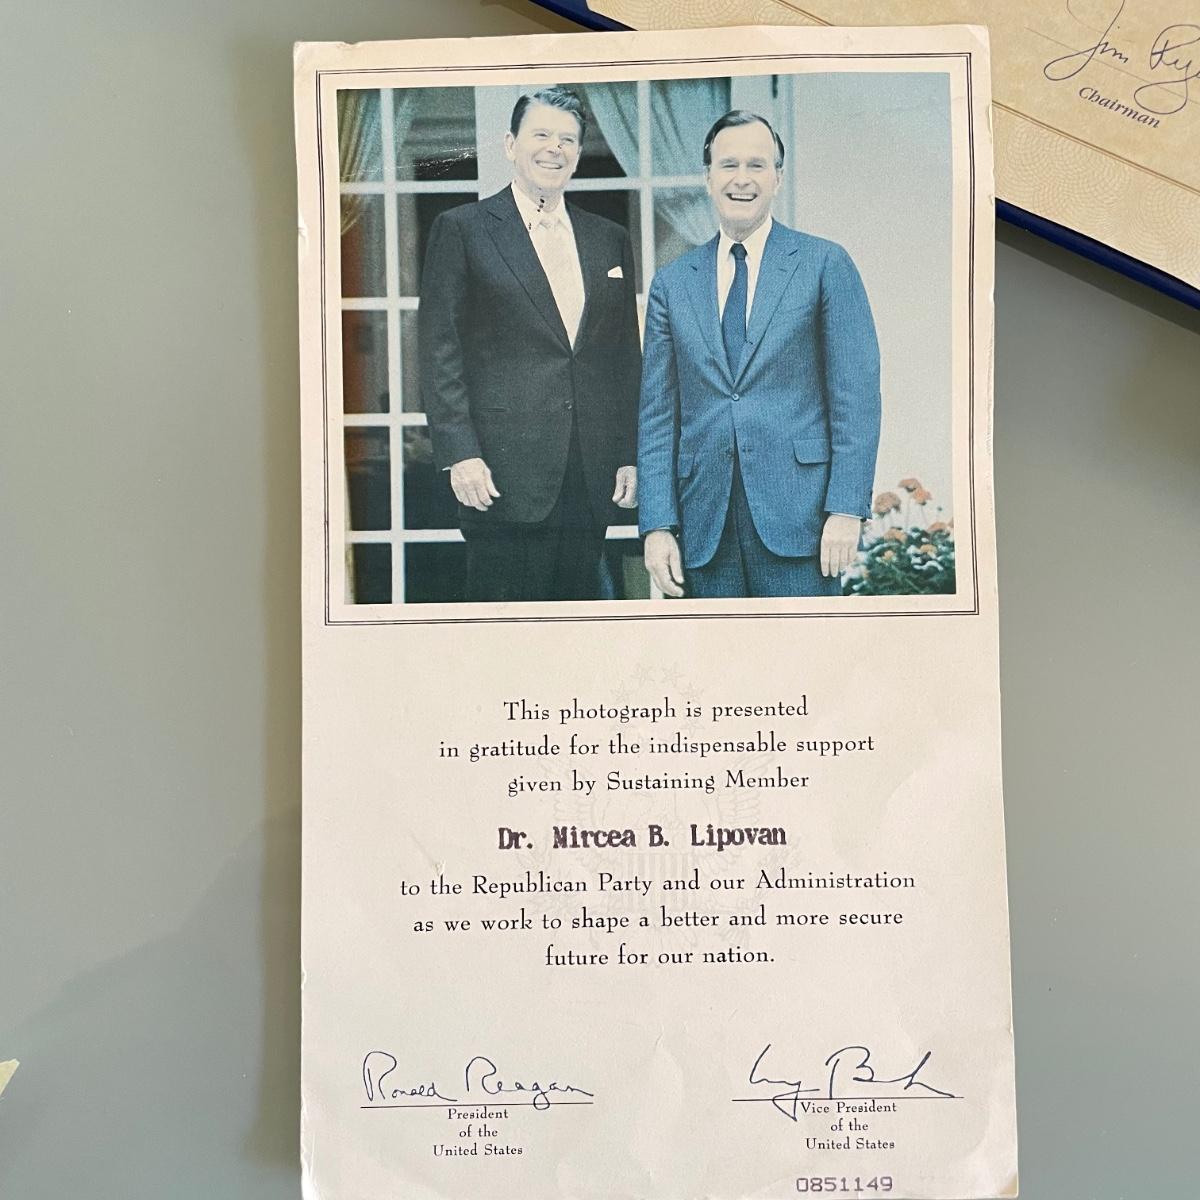 Jim
Chairman
This photograph is presented
in gratitude for the indispensable support
given by Sustaining Member
Dr. Mircea B. Lipovan
to the Republican Party and our Administration
as we work to shape a better and more secure
future for our nation.
Ronald Reagan
President
of the
United States
Bush
Vice President
of the
United States
0851149